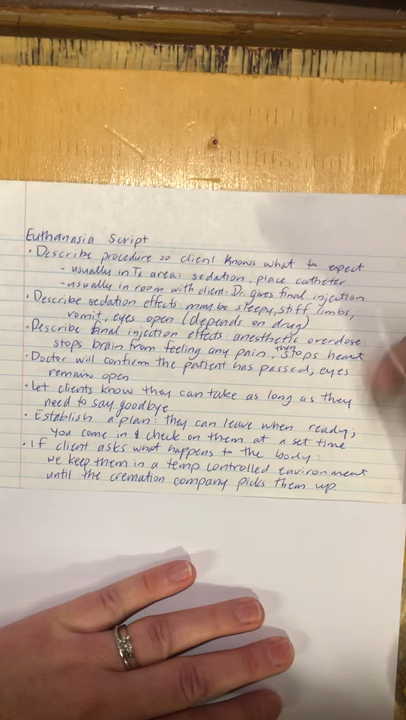 Euthanasia Script
• Describe procedure so client knows what to expect
- usually in Tx area: sedation, place catheter
- usually in room with client: Dr. gives final injection
• Describe sedation effects: may be sleepy, stiff limbs,
vomit, eyes open (depends on drug)
• Describe final injection effects: anesthetic overdose
stops brain from feeling any pain, then stops heart
• Doctor will confirm the patient has passed, eyes
remain open
• Let clients know they can take as long as they
need to say goodbye
• Establish a plan: they can leave when ready;
you come in & check on them at a set time
• If client asks what happens to the body:
we keep them in a temp controlled environment
until the cremation company picks them up.